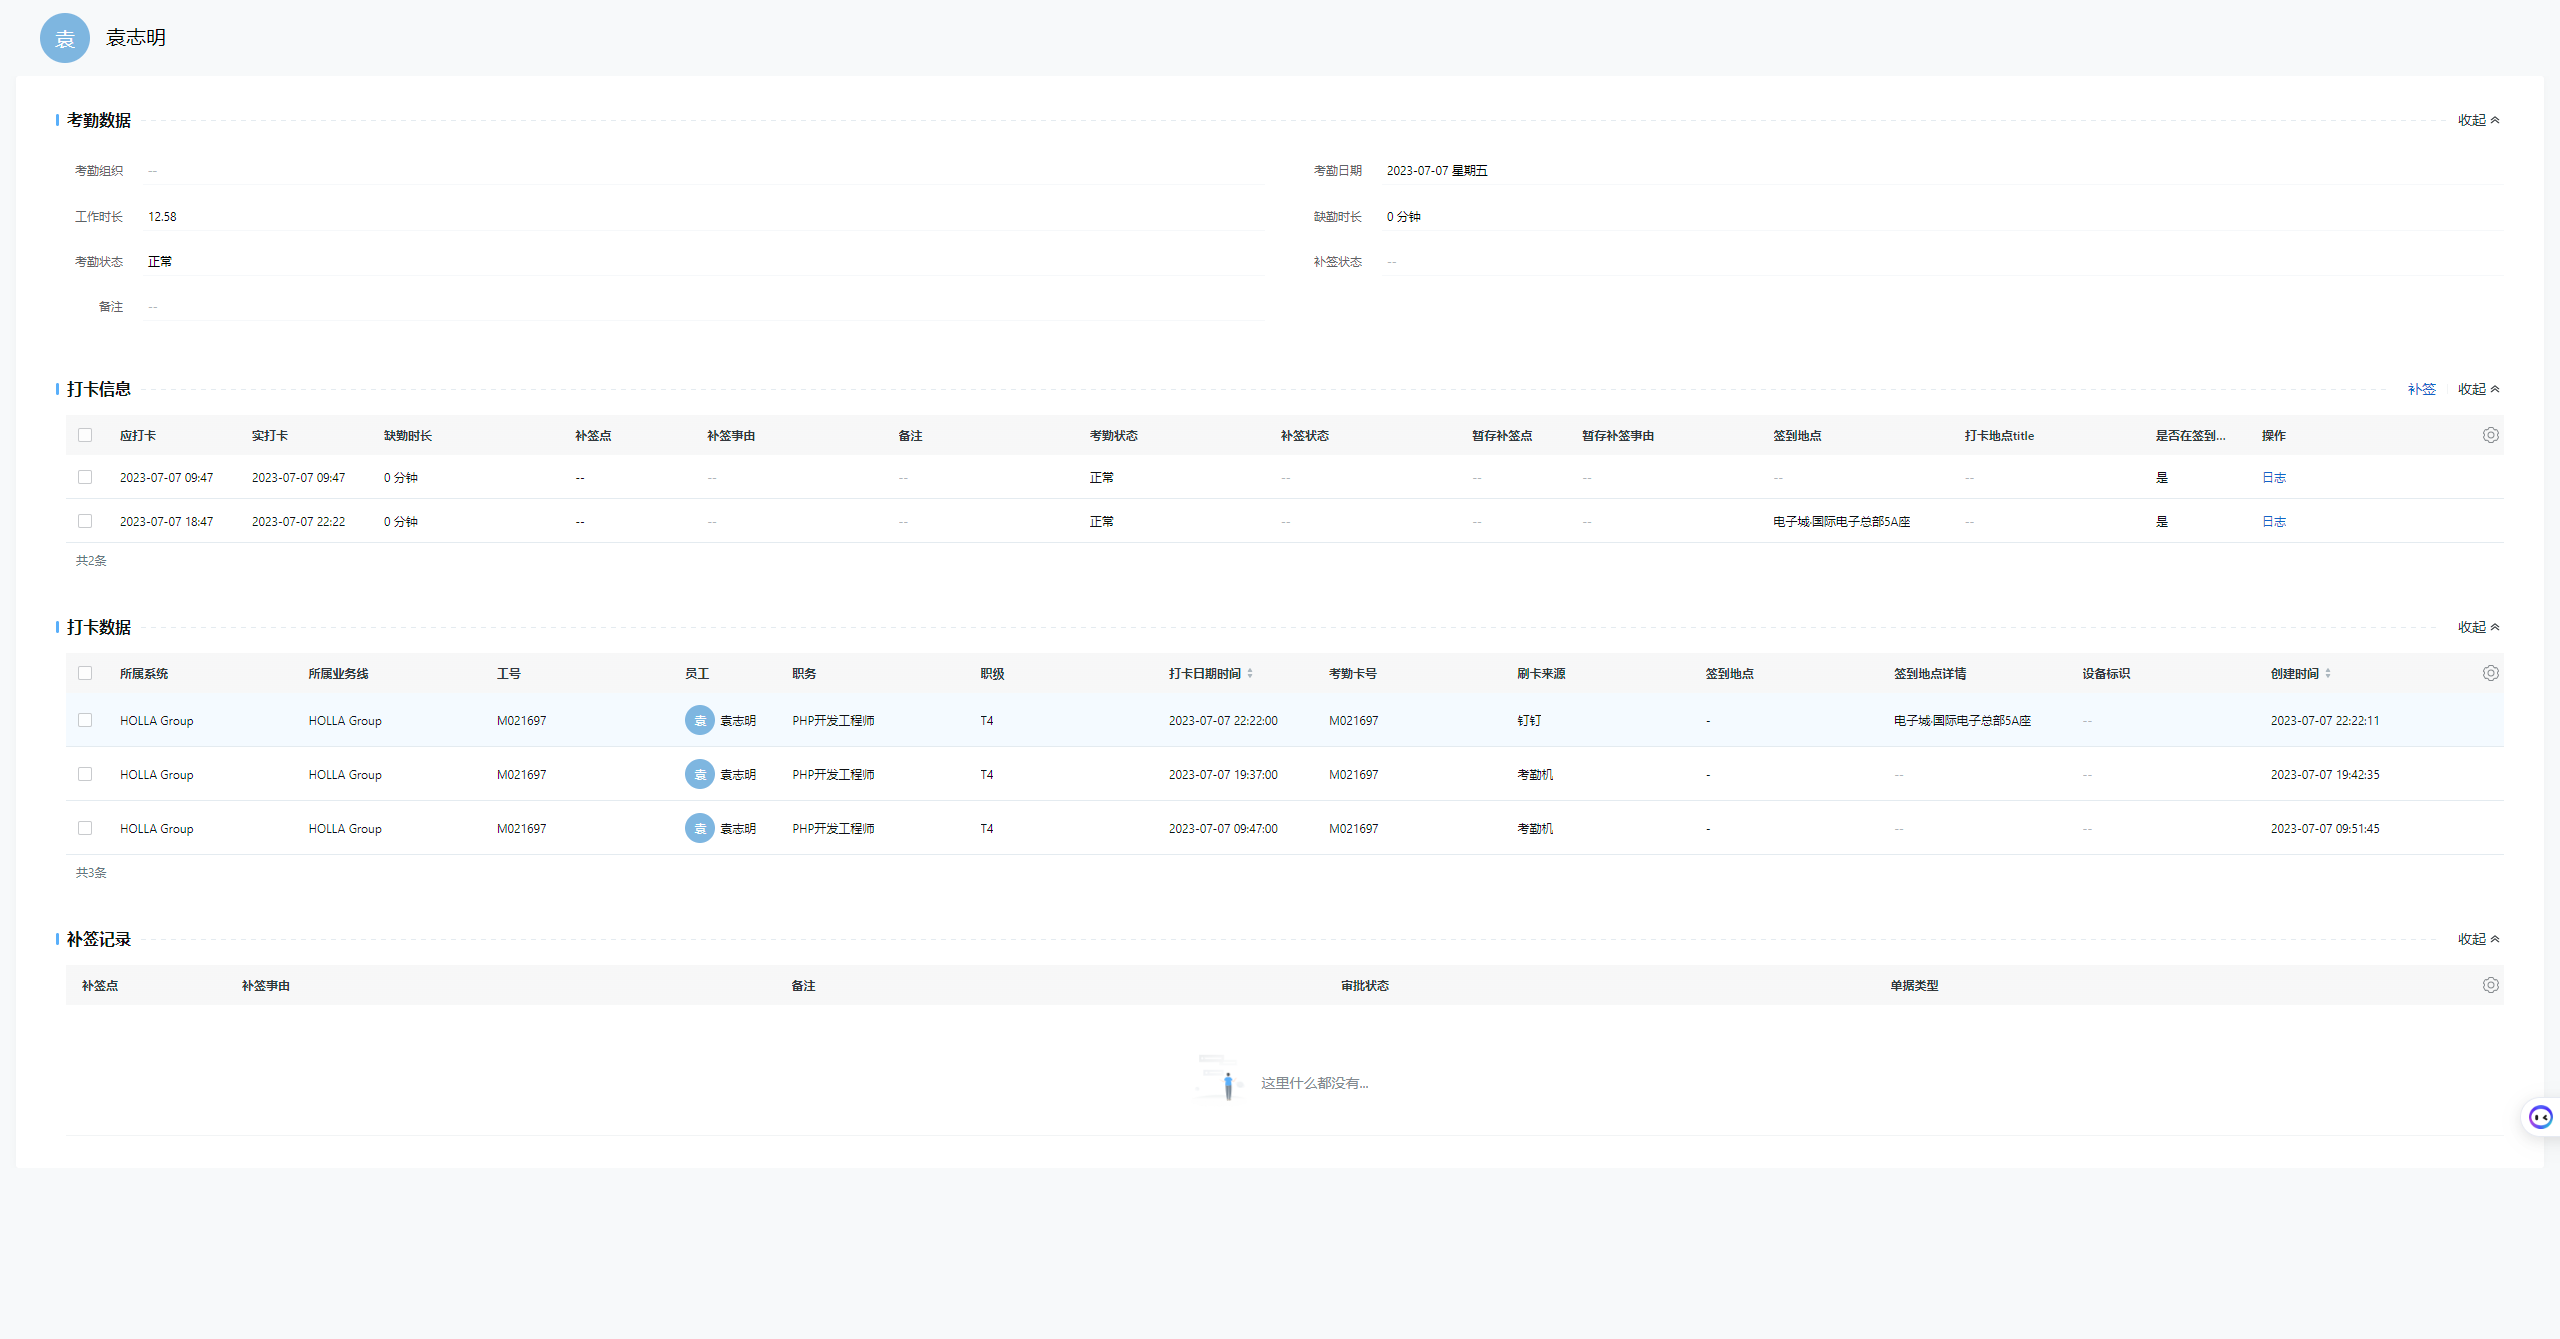 袁 袁志明
考勤数据 收起
考勤组织 -- 考勤日期 2023-07-07 星期五
工作时长 12.58 缺勤时长 0 分钟
考勤状态 正常 补签状态 --
备注 --
打卡信息 补签 收起
应打卡 实打卡 缺勤时长 补签点 补签事由 备注 考勤状态 补签状态 暂存补签点 暂存补签事由 签到地点 打卡地点title 是否在签到... 操作
2023-07-07 09:47 2023-07-07 09:47 0 分钟 -- -- -- 正常 -- -- -- -- -- 是 日志
2023-07-07 18:47 2023-07-07 22:22 0 分钟 -- -- -- 正常 -- -- -- 电子城·国际电子总部5A座 -- 是 日志
共2条
打卡数据 收起
所属系统 所属业务线 工号 员工 职务 职级 打卡日期时间 考勤卡号 刷卡来源 签到地点 签到地点详情 设备标识 创建时间
HOLLA Group HOLLA Group M021697 袁 袁志明 PHP开发工程师 T4 2023-07-07 22:22:00 M021697 钉钉 - 电子城·国际电子总部5A座 -- 2023-07-07 22:22:11
HOLLA Group HOLLA Group M021697 袁 袁志明 PHP开发工程师 T4 2023-07-07 19:37:00 M021697 考勤机 - -- -- 2023-07-07 19:42:35
HOLLA Group HOLLA Group M021697 袁 袁志明 PHP开发工程师 T4 2023-07-07 09:47:00 M021697 考勤机 - -- -- 2023-07-07 09:51:45
共3条
补签记录 收起
补签点 补签事由 备注 审批状态 单据类型
这里什么都没有...